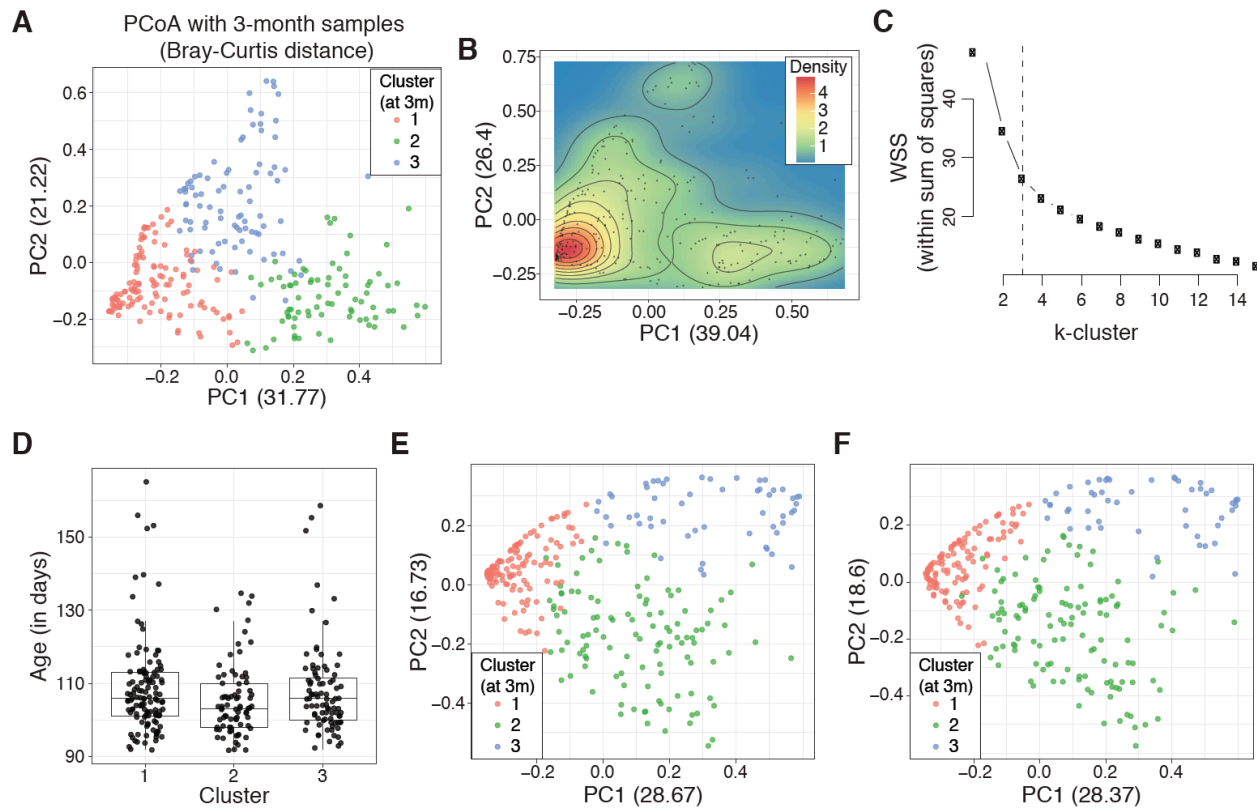 A
PCoA with 3-month samples
(Bray-Curtis distance)
PC2 (21.22)
0.6
0.4
0.2
0.0
−0.2
Cluster
(at 3m)
1
2
3
−0.2 0.0 0.2 0.4
PC1 (31.77)
B
PC2 (26.4)
0.75
0.50
0.25
0.00
−0.25
Density
4
3
2
1
−0.25 0.00 0.25 0.50
PC1 (39.04)
C
WSS
(within sum of squares)
40
30
20
2 4 6 8 10 12 14
k-cluster
D
Age (in days)
150
130
110
90
1 2 3
Cluster
E
PC2 (16.73)
0.2
0.0
−0.2
−0.4
Cluster
(at 3m)
1
2
3
−0.2 0.0 0.2 0.4
PC1 (28.67)
F
PC2 (18.6)
0.2
0.0
−0.2
−0.4
Cluster
(at 3m)
1
2
3
−0.2 0.0 0.2 0.4
PC1 (28.37)